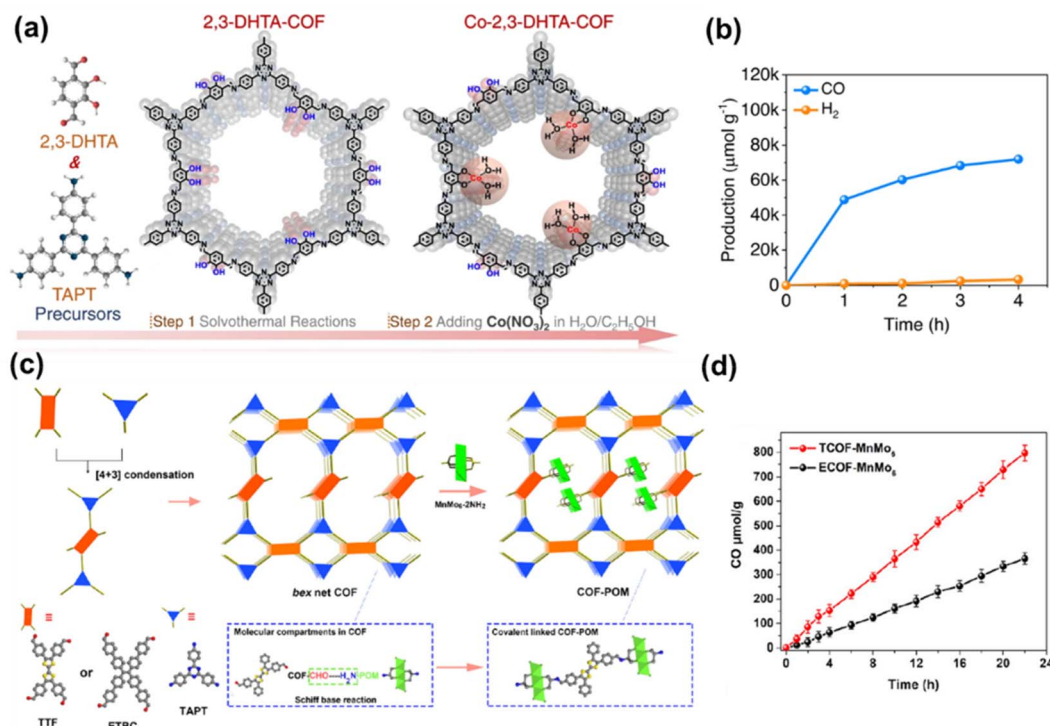 (a)
2,3-DHTA-COF
Co-2,3-DHTA-COF
2,3-DHTA
&
TAPT
Precursors
Step 1 Solvothermal Reactions
Step 2 Adding Co(NO₃)₂ in H₂O/C₂H₅OH
(b)
CO
H₂
Production (μmol g⁻¹)
120k
100k
80k
60k
40k
20k
0
0 1 2 3 4
Time (h)
(c)
[4+3] condensation
MnMo₆-2NH₂
bex net COF
COF-POM
Molecular compartments in COF
COF-CHO H₂N-POM
Schiff base reaction
Covalent linked COF-POM
TTF
or
ETBC
TAPT
(d)
TCOF-MnMo₆
ECOF-MnMo₆
CO μmol/g
800
700
600
500
400
300
200
100
0
0 2 4 6 8 10 12 14 16 18 20 22 24
Time (h)